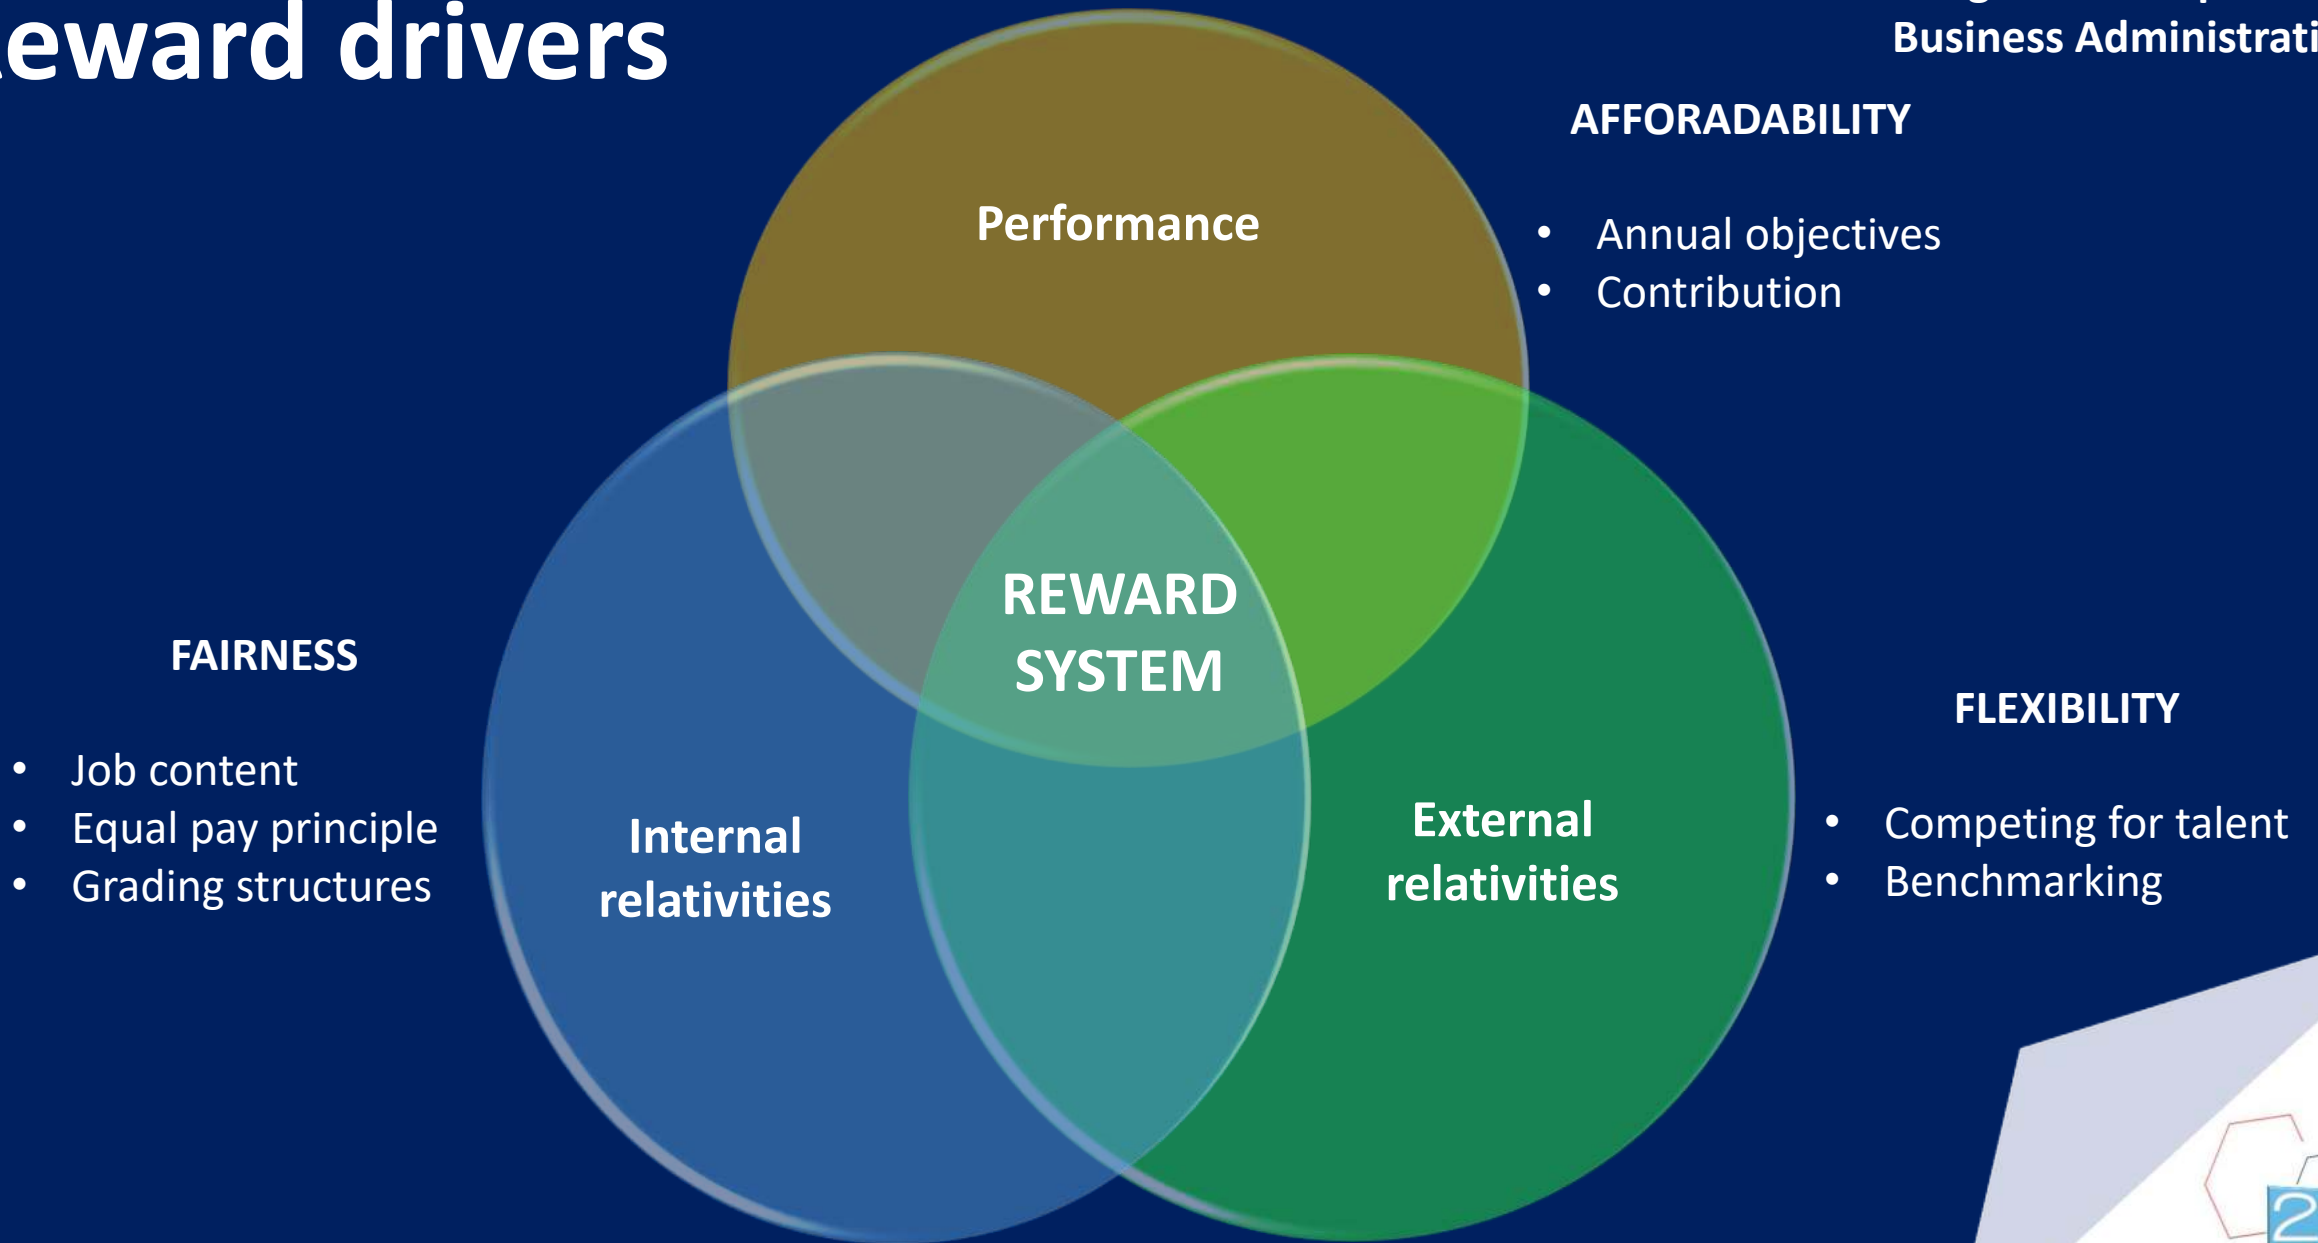 eward drivers
Business Administrati
AFFORADABILITY
• Annual objectives
• Contribution
Performance
REWARD
SYSTEM
FAIRNESS
• Job content
• Equal pay principle
• Grading structures
Internal
relativities
External
relativities
FLEXIBILITY
• Competing for talent
• Benchmarking
2